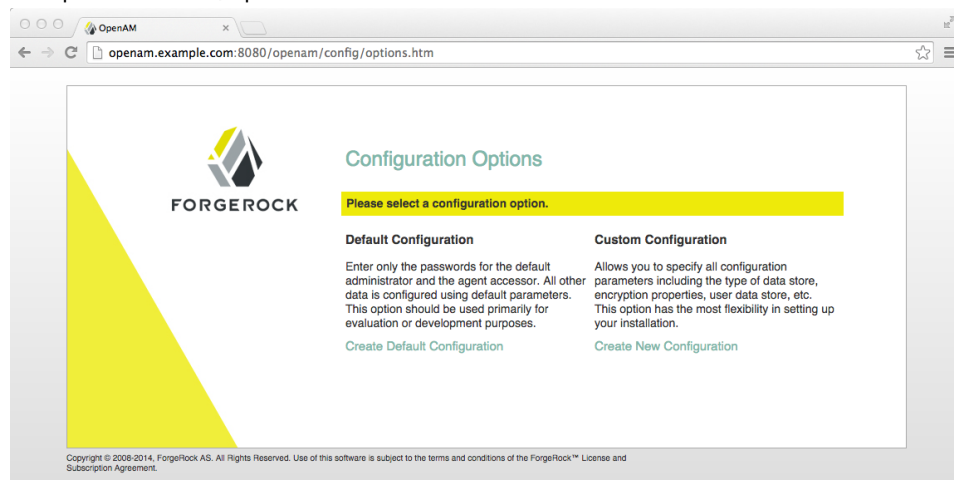 OpenAM
openam.example.com:8080/openam/config/options.htm
FORGEROCK
Configuration Options
Please select a configuration option.
Default Configuration
Enter only the passwords for the default
administrator and the agent accessor. All other
data is configured using default parameters.
This option should be used primarily for
evaluation or development purposes.
Create Default Configuration
Custom Configuration
Allows you to specify all configuration
parameters including the type of data store,
encryption properties, user data store, etc.
This option has the most flexibility in setting up
your installation.
Create New Configuration
Copyright © 2008-2014, ForgeRock AS. All Rights Reserved. Use of this software is subject to the terms and conditions of the ForgeRock™ License and
Subscription Agreement.